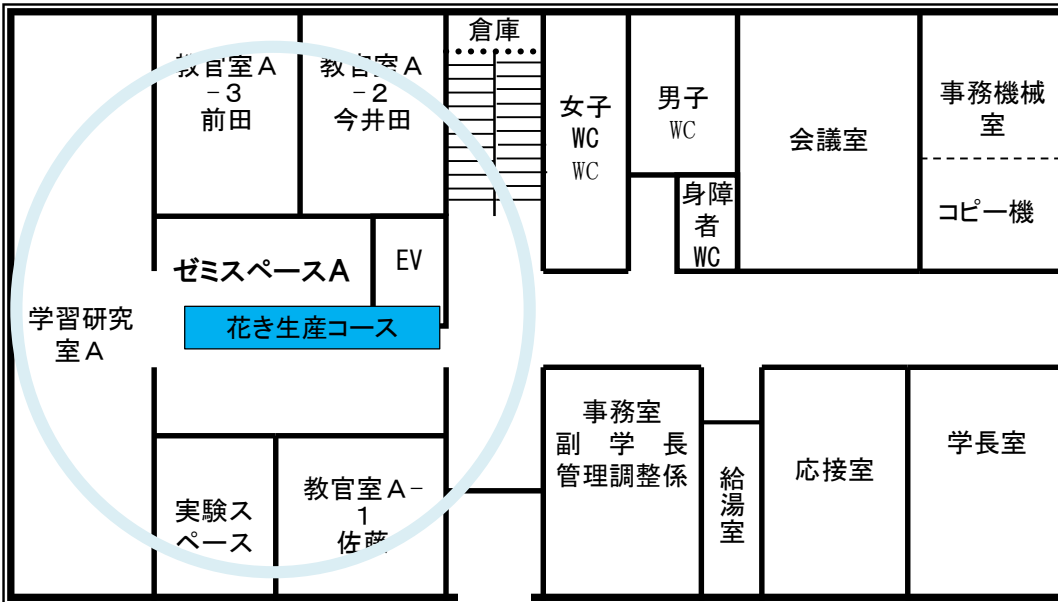 倉庫
教官室A
-3
前田
教官室A
-2
今井田
女子
WC
WC
男子
WC
会議室
事務機械
室
コピー機
身障
者
WC
ゼミスペースA
EV
花き生産コース
学習研究
室A
実験ス
ペース
教官室A-
1
佐藤
事務室
副 学 長
管理調整係
給
湯
室
応接室
学長室